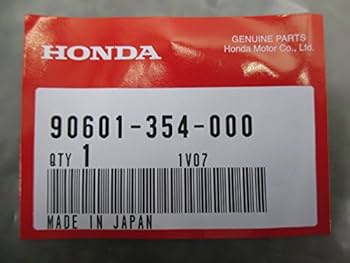 HONDA
GENUINE PARTS
Honda Motor Co., Ltd.
90601-354-000
QTY 1 1V07
MADE IN JAPAN